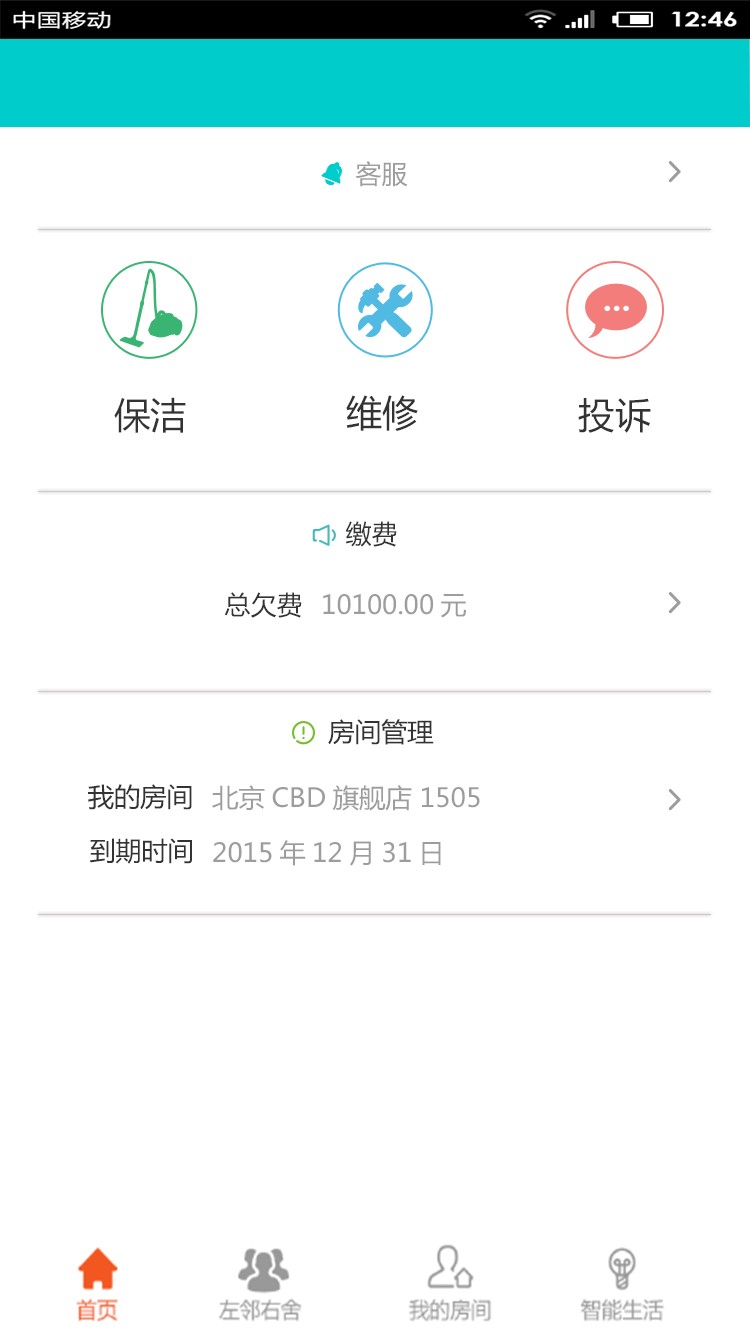 中国移动 12:46
客服
保洁 维修 投诉
缴费
总欠费 10100.00 元
房间管理
我的房间 北京 CBD 旗舰店 1505
到期时间 2015 年 12 月 31 日
首页 左邻右舍 我的房间 智能生活